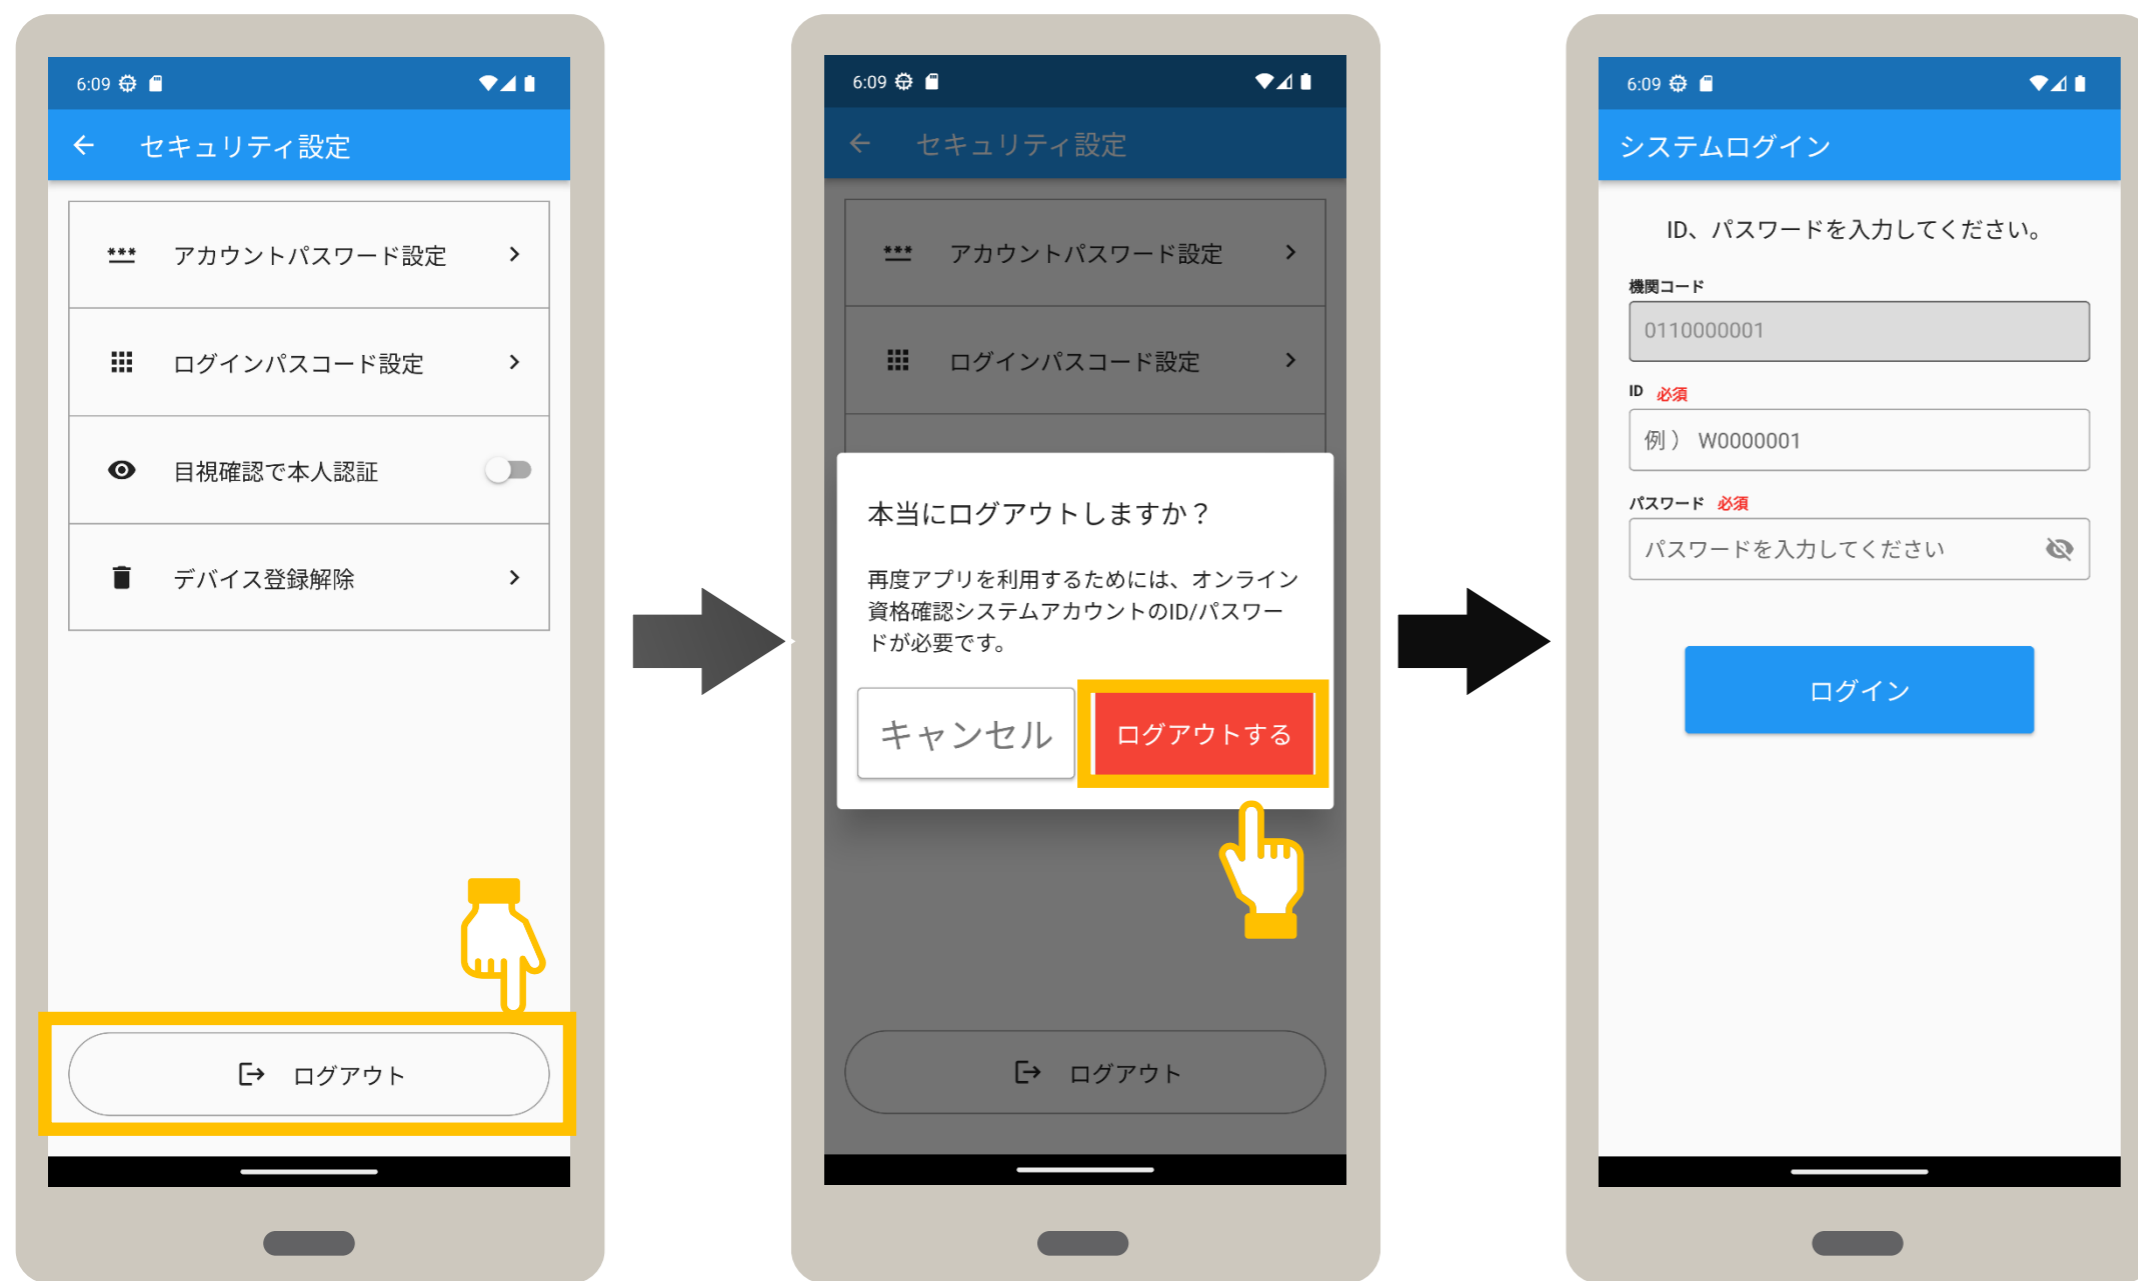 6:09
セキュリティ設定
アカウントパスワード設定
ログインパスコード設定
目視確認で本人認証
デバイス登録解除
ログアウト
6:09
セキュリティ設定
アカウントパスワード設定
ログインパスコード設定
本当にログアウトしますか？
再度アプリを利用するためには、オンライン
資格確認システムアカウントのID/パスワー
ドが必要です。
キャンセル
ログアウトする
ログアウト
6:09
システムログイン
ID、パスワードを入力してください。
機関コード
0110000001
ID 必須
例） W0000001
パスワード 必須
パスワードを入力してください
ログイン